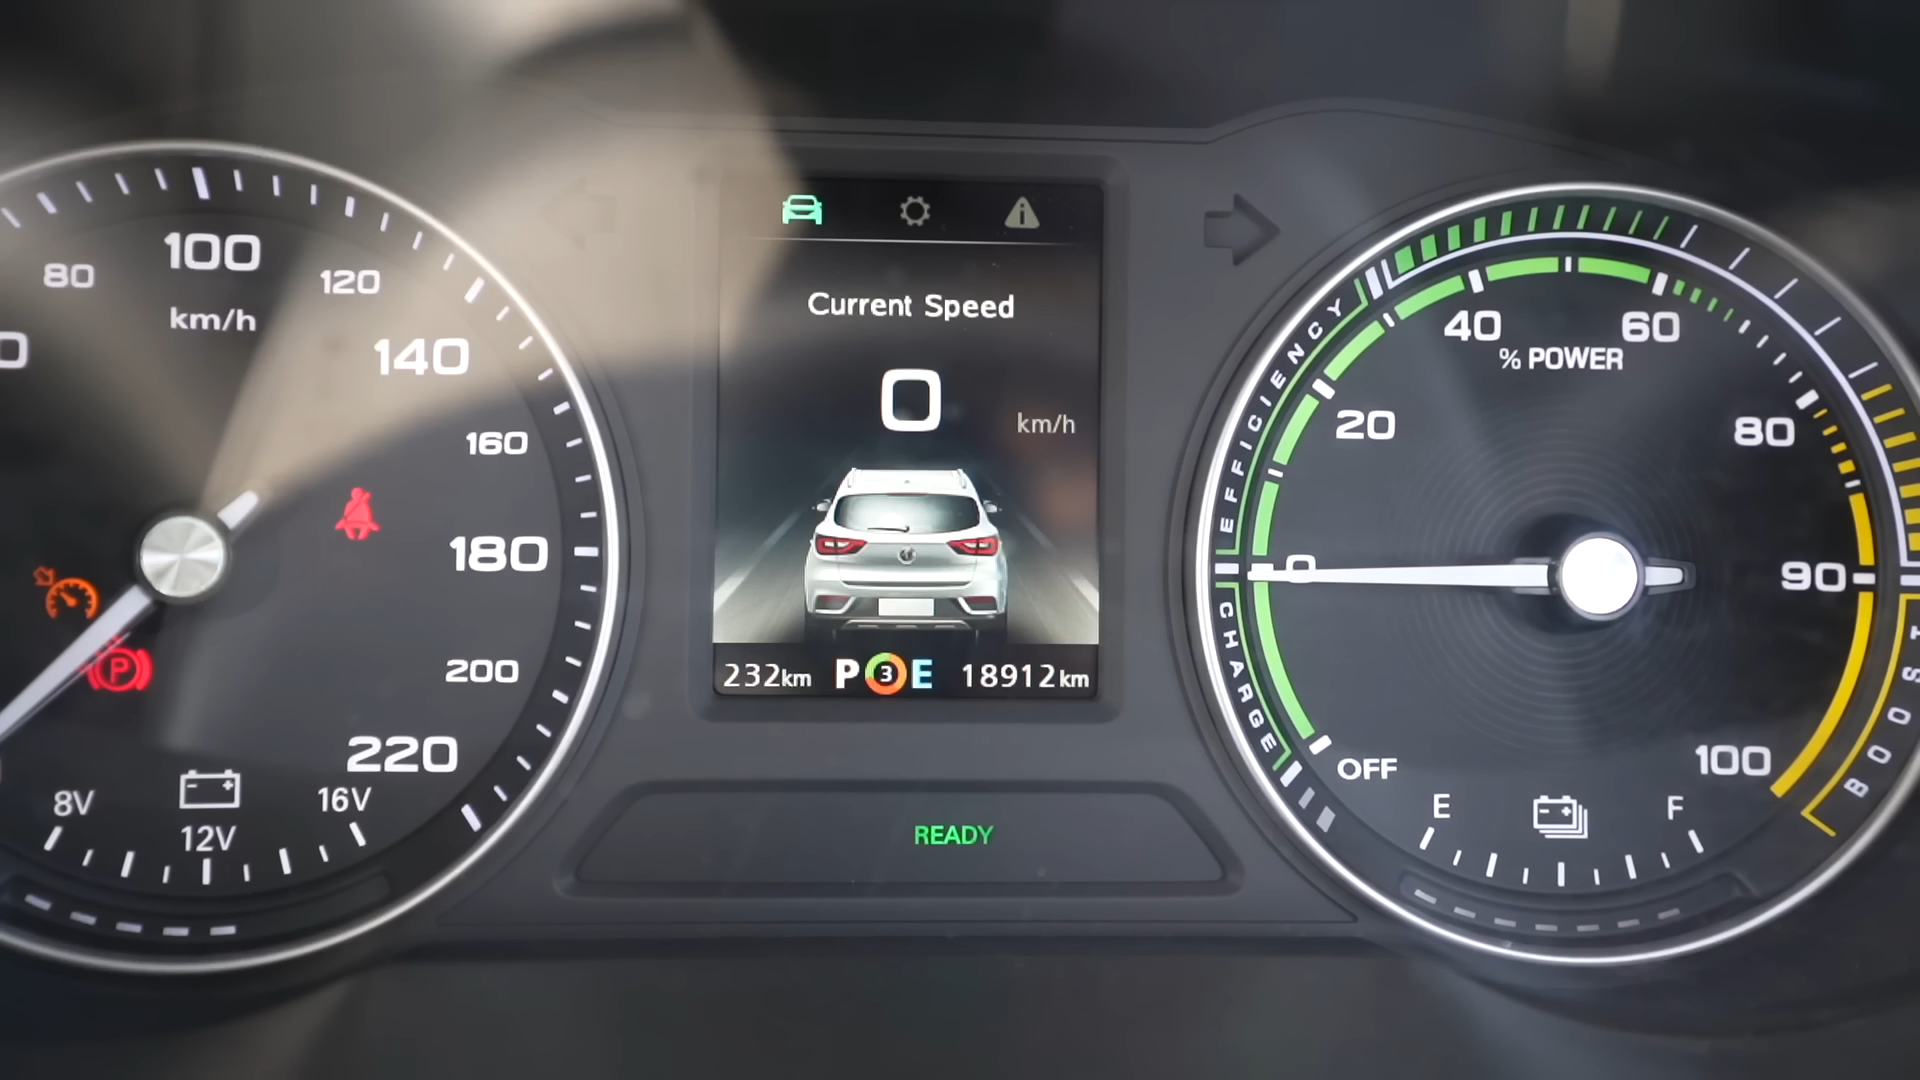 80
100
120
km/h
140
160
180
200
220
8V
12V
16V
P
Current Speed
0
km/h
232km
P 3 E
18912km
READY
EFFICIENCY
CHARGE
BOOST
0
20
40
60
80
90
100
% POWER
OFF
E
F